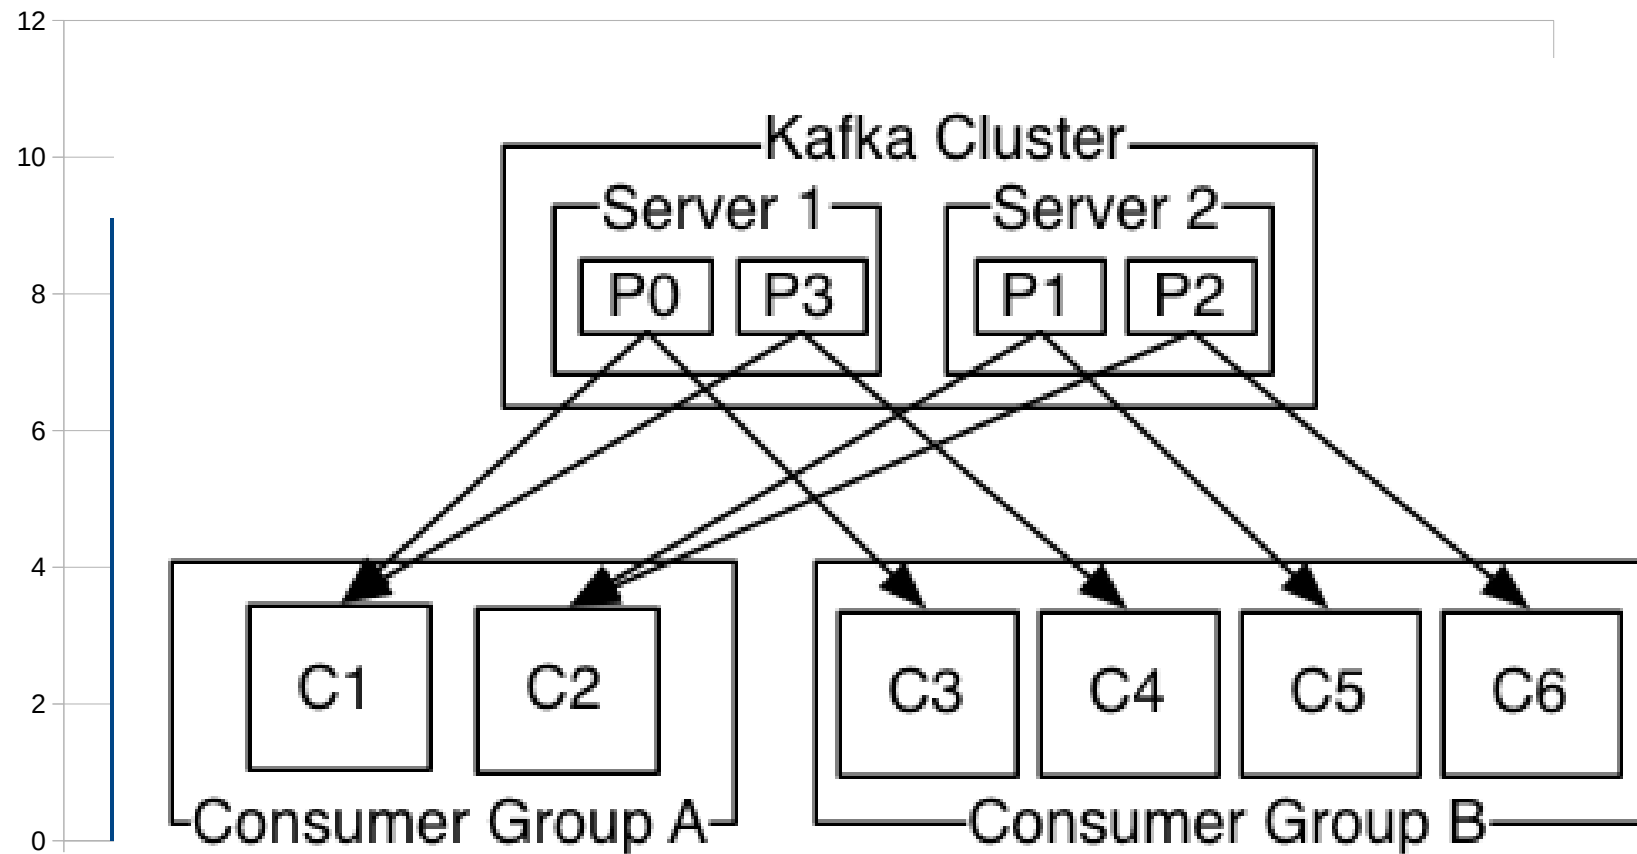 12
10
8
6
4
2
0
Kafka Cluster
Server 1
Server 2
P0
P3
P1
P2
C1
C2
C3
C4
C5
C6
Consumer Group A
Consumer Group B